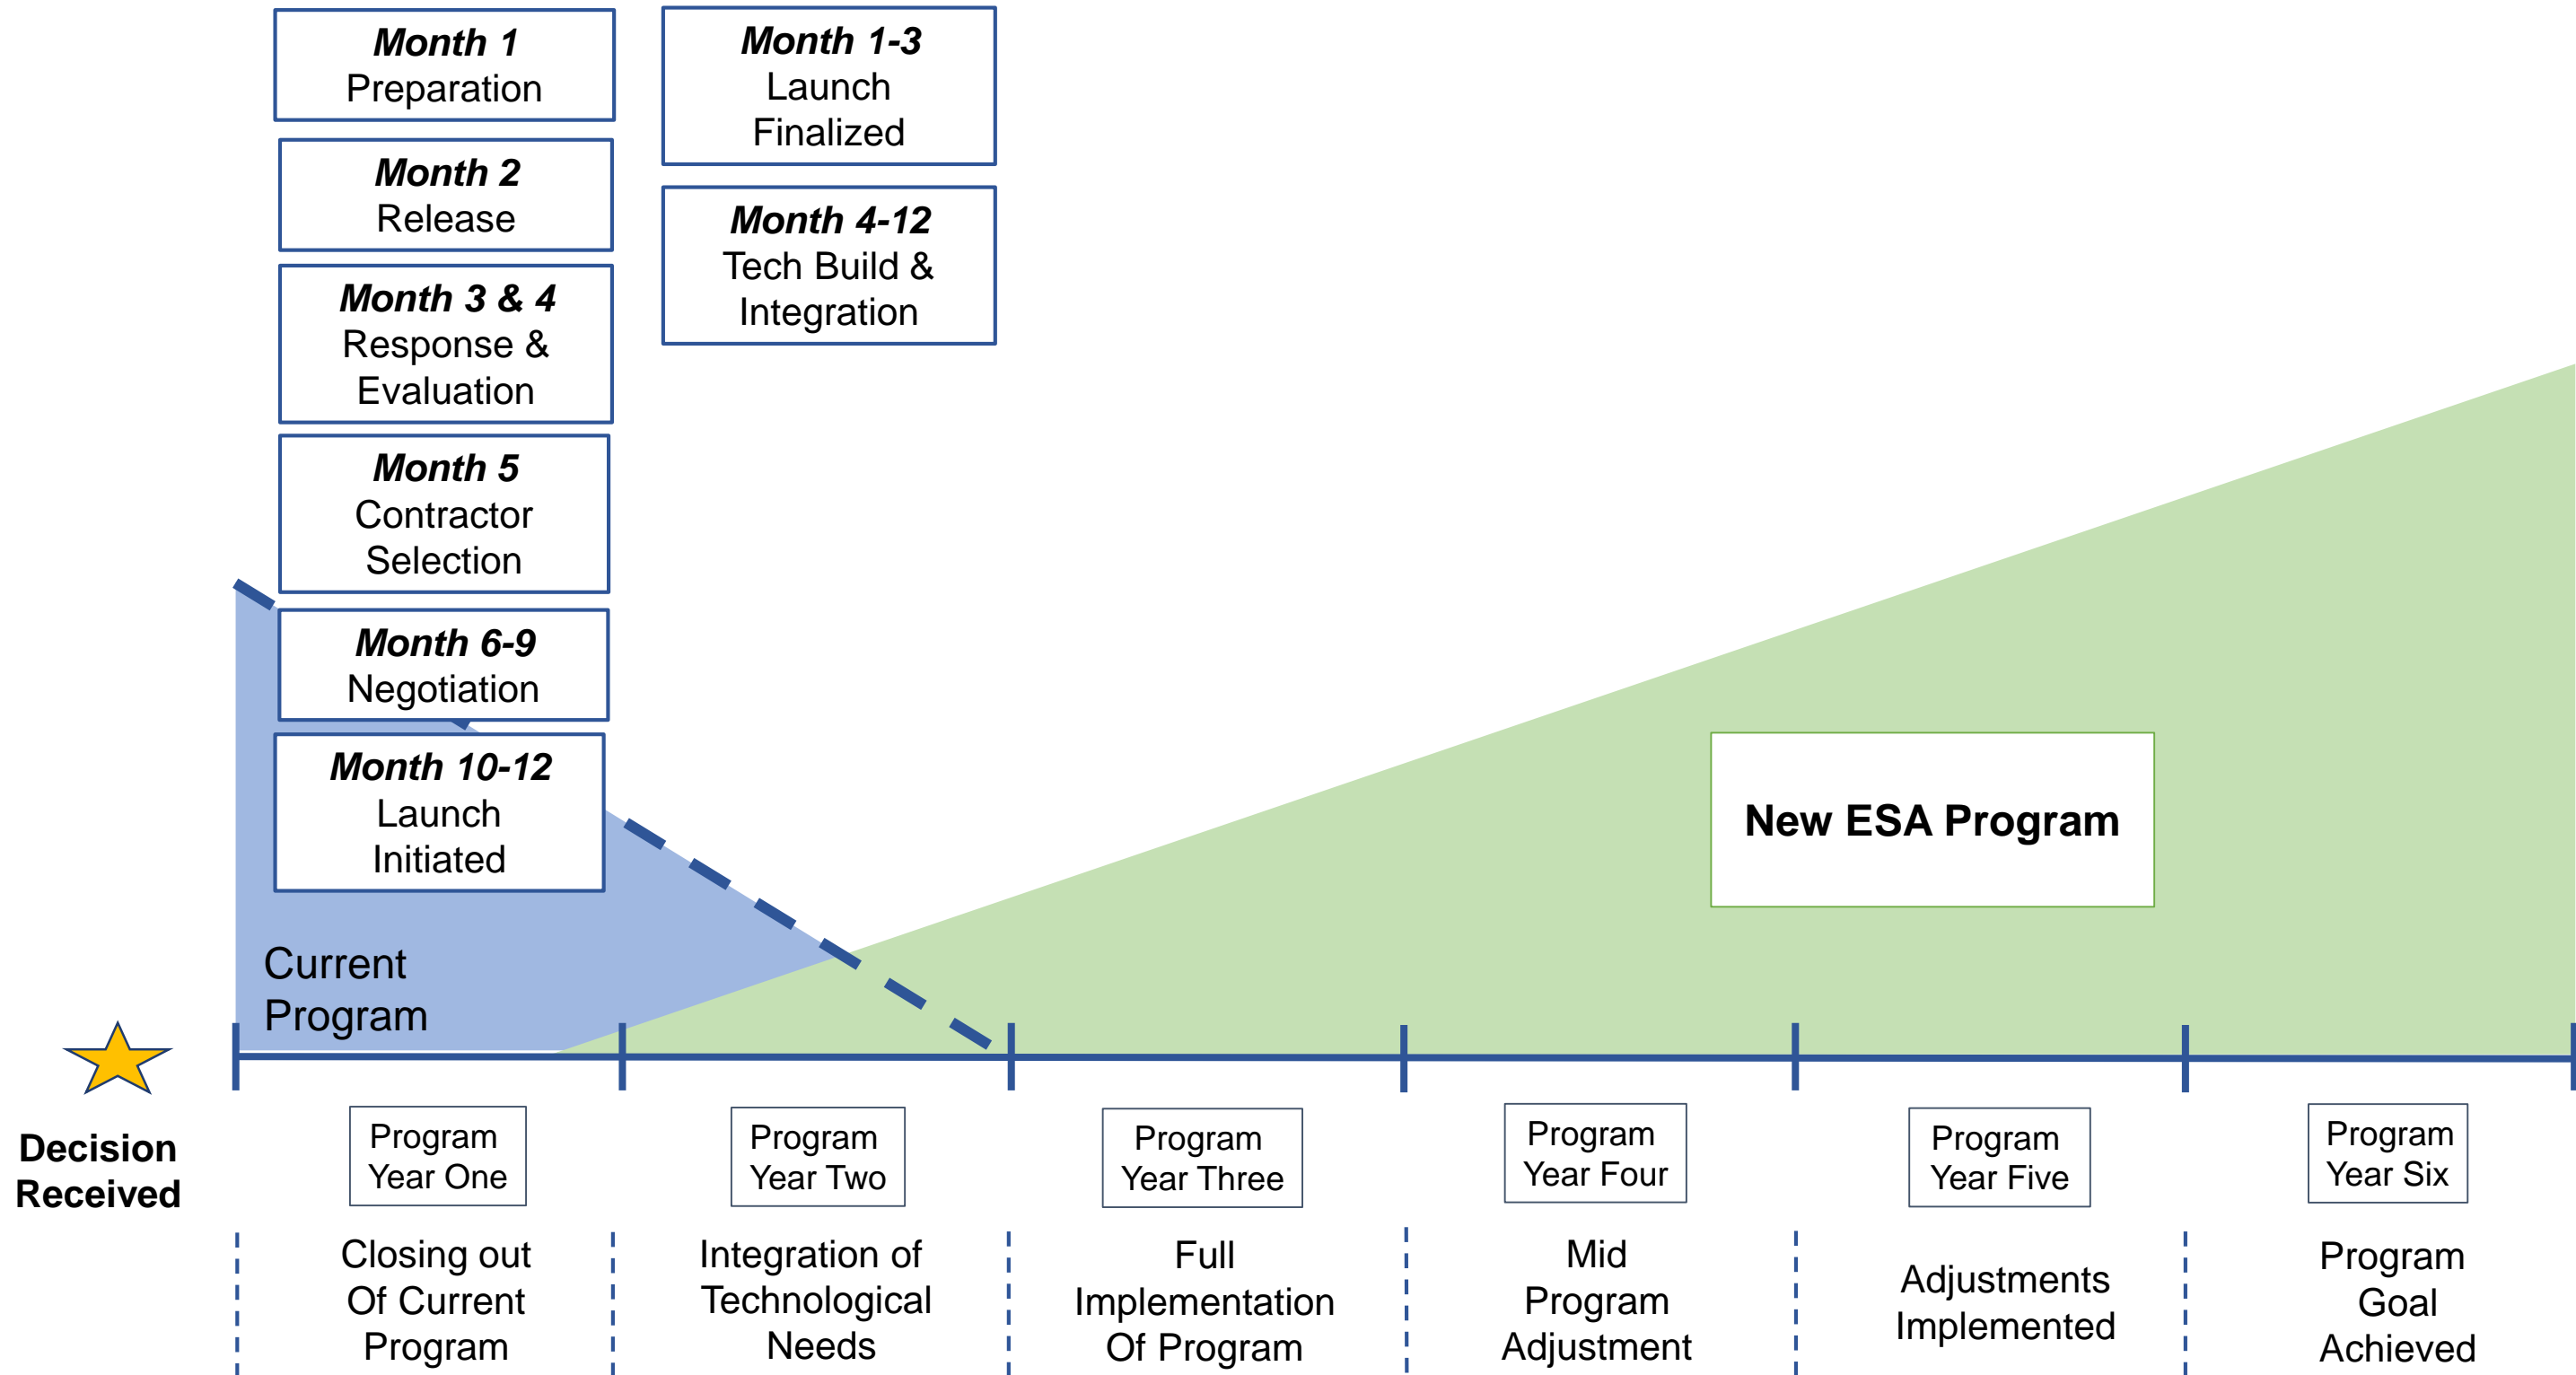 Month 1
Preparation
Month 2
Release
Month 3 & 4
Response &
Evaluation
Month 5
Contractor
Selection
Month 6-9
Negotiation
Month 10-12
Launch
Initiated
Month 1-3
Launch
Finalized
Month 4-12
Tech Build &
Integration
New ESA Program
Current
Program
Decision
Received
Program
Year One
Program
Year Two
Program
Year Three
Program
Year Four
Program
Year Five
Program
Year Six
Closing out
Of Current
Program
Integration of
Technological
Needs
Full
Implementation
Of Program
Mid
Program
Adjustment
Adjustments
Implemented
Program
Goal
Achieved